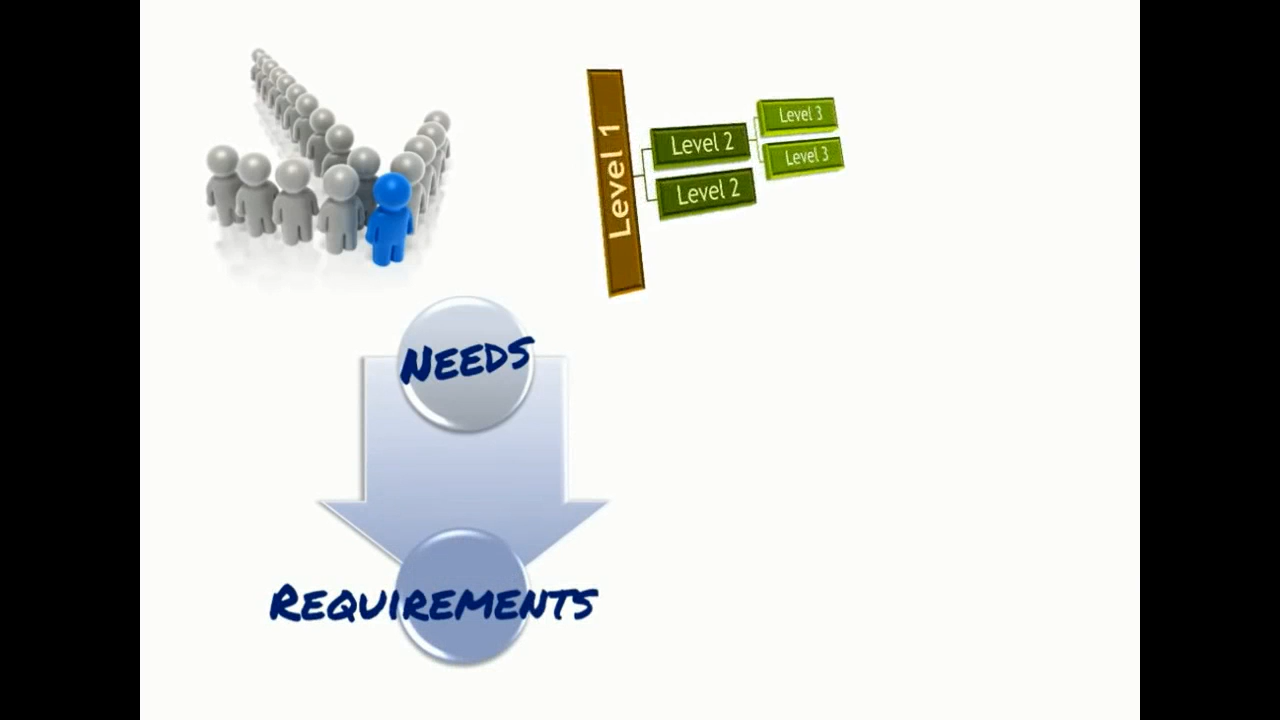 Level 1
Level 2
Level 3
Level 3
Level 2
NEEDS
REQUIREMENTS